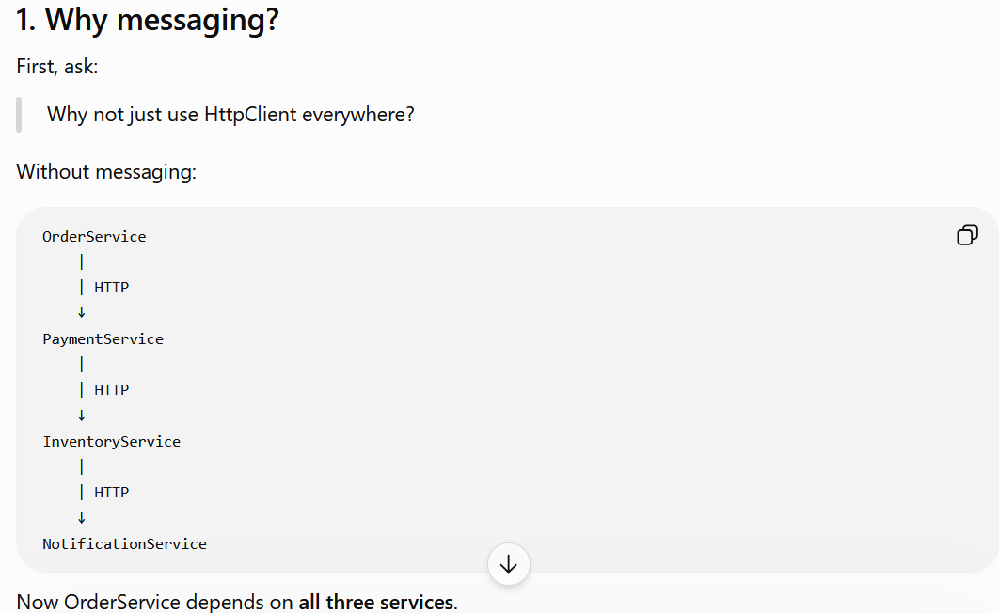 1. Why messaging?
First, ask:
Why not just use HttpClient everywhere?
Without messaging:
OrderService
|
| HTTP
↓
PaymentService
|
| HTTP
↓
InventoryService
|
| HTTP
↓
NotificationService
Now OrderService depends on all three services.